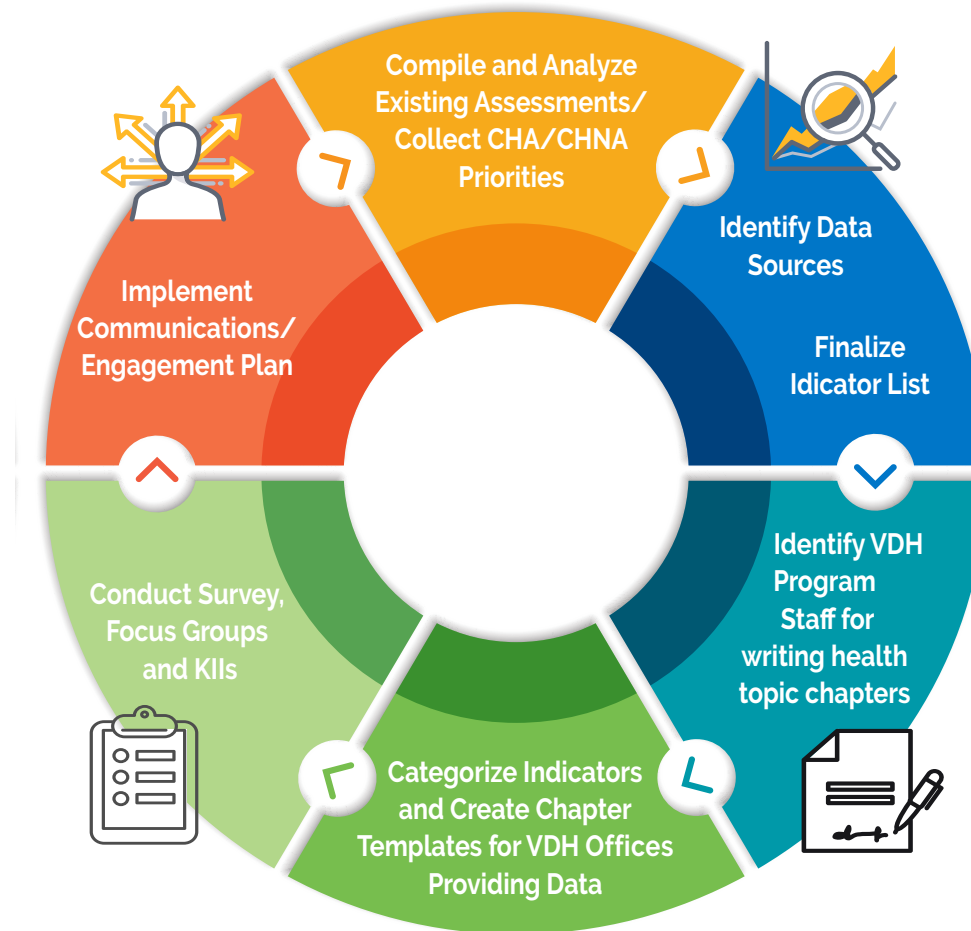 Compile and Analyze
Existing Assessments/
Collect CHA/CHNA
Priorities
Identify Data
Sources
Finalize
Idicator List
Identify VDH
Program
Staff for
writing health
topic chapters
Categorize Indicators
and Create Chapter
Templates for VDH Offices
Providing Data
Conduct Survey,
Focus Groups
and KIIs
Implement
Communications/
Engagement Plan